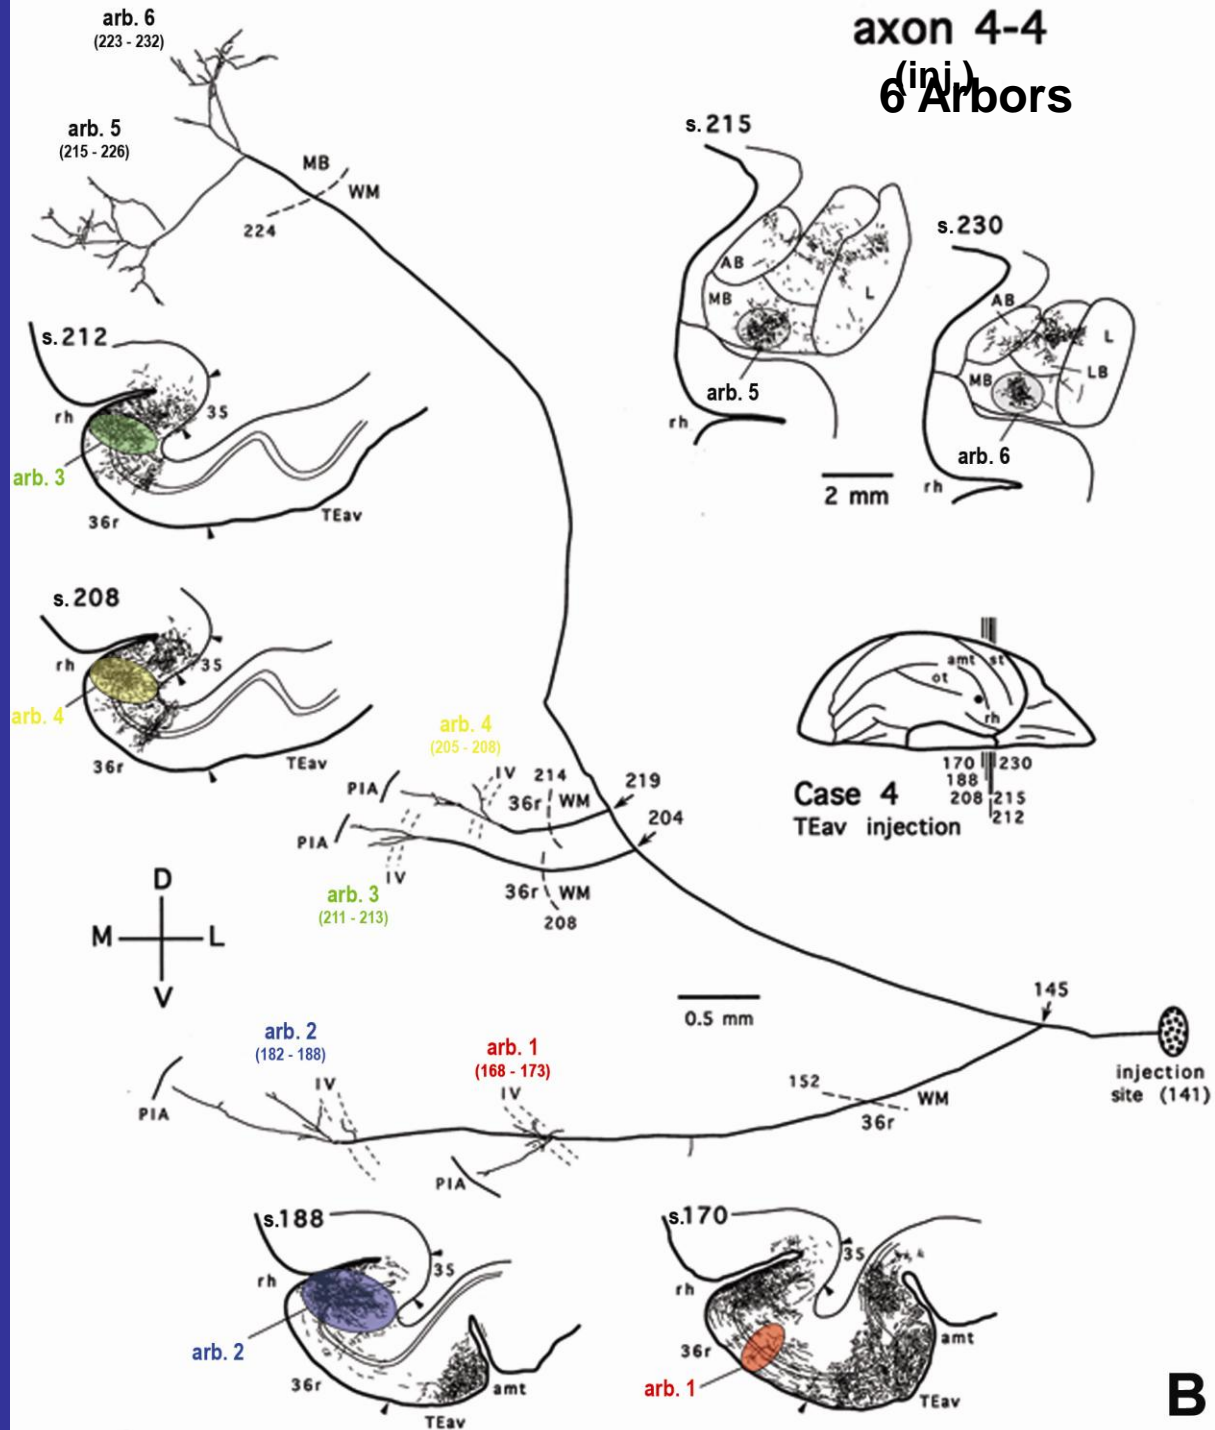 arb. 6
(223 - 232)
axon 4-4
(inj.)
6 Arbors
arb. 5
(215 - 226)
MB
WM
224
s.215
AB
MB
L
arb. 5
rh
s.230
AB
L
LB
MB
arb. 6
rh
2 mm
s.212
rh
35
arb. 3
36r
TEav
s.208
rh
35
arb. 4
36r
TEav
arb. 4
(205 - 208)
PIA
IV
214
36r
WM
219
204
PIA
IV
36r
WM
208
arb. 3
(211 - 213)
amt
st
ot
rh
170
230
188
208
215
212
Case 4
TEav injection
D
M
L
V
0.5 mm
145
injection
site (141)
arb. 2
(182 - 188)
IV
PIA
arb. 1
(168 - 173)
IV
PIA
152
WM
36r
s.188
rh
35
arb. 2
36r
amt
TEav
s.170
rh
35
36r
amt
arb. 1
TEav
B